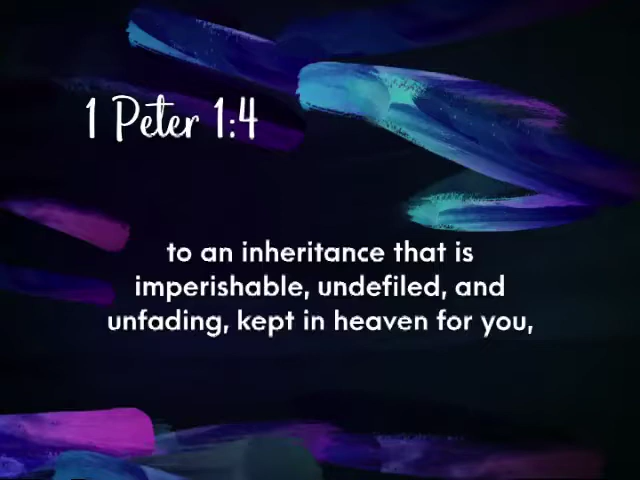 1 Peter 1:4
to an inheritance that is
imperishable, undefiled, and
unfading, kept in heaven for you,